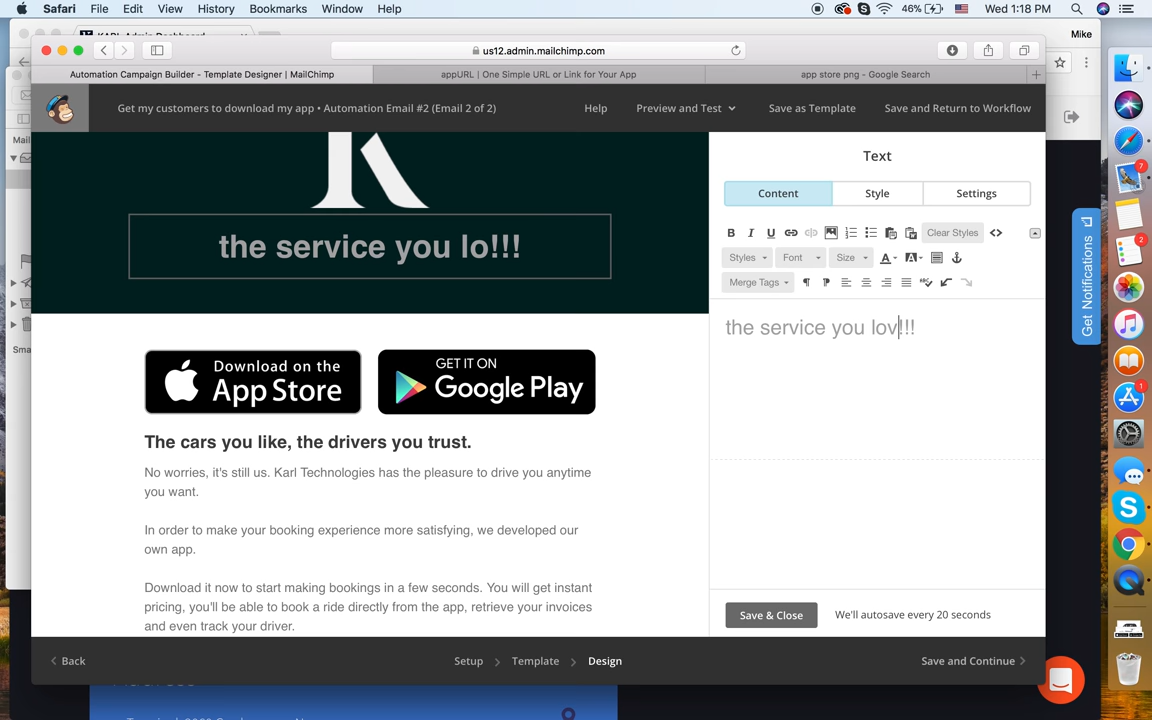 Safari File Edit View History Bookmarks Window Help 46% Wed 1:18 PM
KARL Admin Dashboard
Mike
us12.admin.mailchimp.com
Automation Campaign Builder - Template Designer | MailChimp
appURL | One Simple URL or Link for Your App
app store png - Google Search
Get my customers to download my app • Automation Email #2 (Email 2 of 2)
Help Preview and Test Save as Template Save and Return to Workflow
Mail
K
the service you lo!!!
Download on the
App Store
GET IT ON
Google Play
The cars you like, the drivers you trust.
No worries, it's still us. Karl Technologies has the pleasure to drive you anytime
you want.
In order to make your booking experience more satisfying, we developed our
own app.
Download it now to start making bookings in a few seconds. You will get instant
pricing, you'll be able to book a ride directly from the app, retrieve your invoices
and even track your driver.
Text
Content Style Settings
B I U Clear Styles
Styles Font Size A A
Merge Tags
the service you lov!!!
Save & Close We'll autosave every 20 seconds
Back Setup Template Design Save and Continue
Sma
Get Notifications
7
2
1